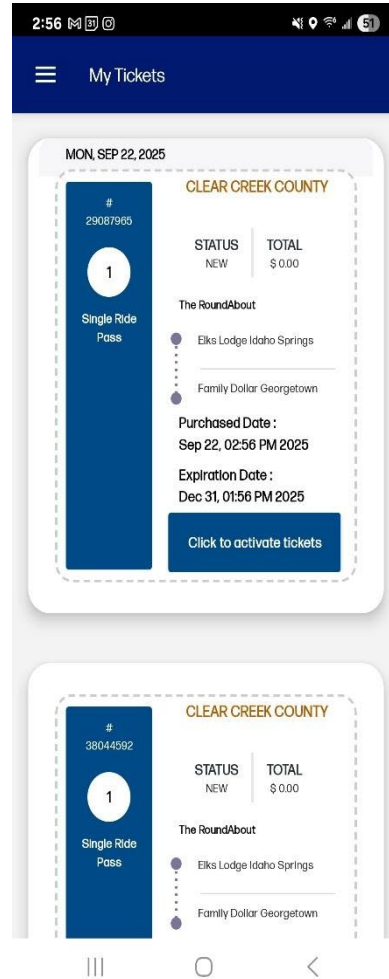 2:56 31 51
My Tickets
MON, SEP 22, 2025
CLEAR CREEK COUNTY
#
29087965
1
Single Ride
Pass
STATUS TOTAL
NEW $ 0.00
The RoundAbout
Elks Lodge Idaho Springs
Family Dollar Georgetown
Purchased Date :
Sep 22, 02:56 PM 2025
Expiration Date :
Dec 31, 01:56 PM 2025
Click to activate tickets
CLEAR CREEK COUNTY
#
38044592
1
Single Ride
Pass
STATUS TOTAL
NEW $ 0.00
The RoundAbout
Elks Lodge Idaho Springs
Family Dollar Georgetown